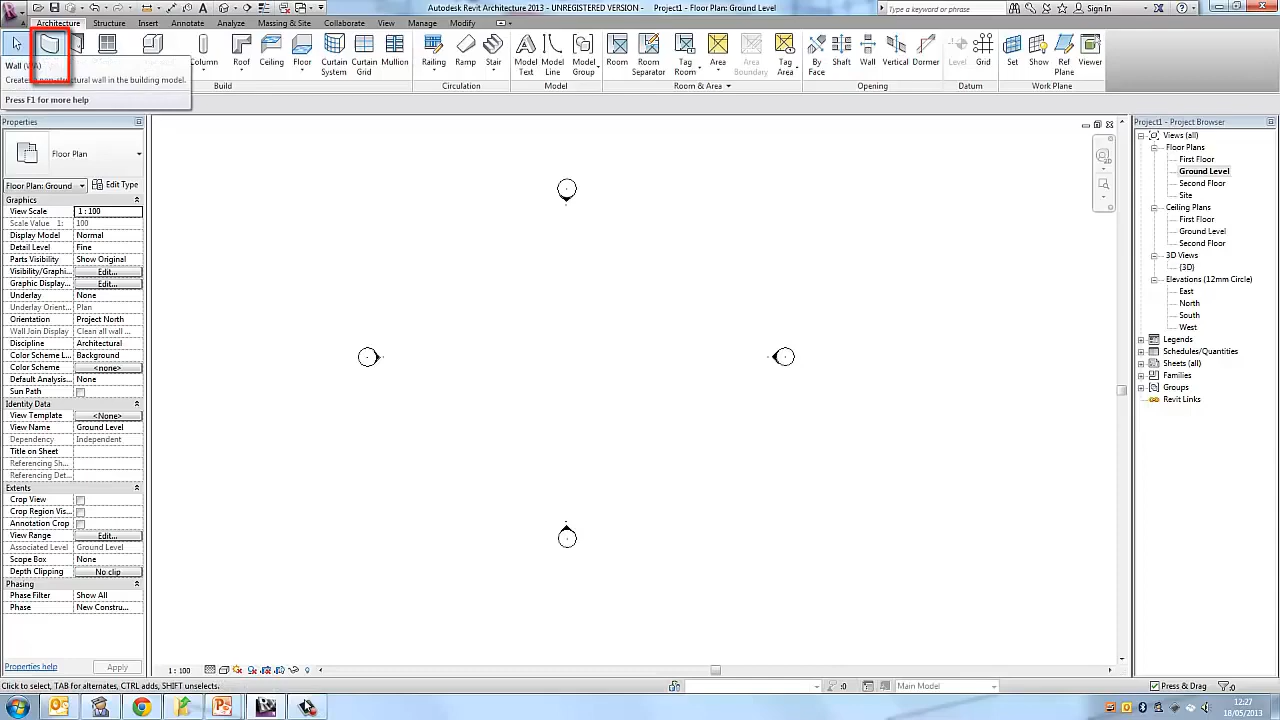 Autodesk Revit Architecture 2013 - UNREGISTERED VERSION - Project1 - Floor Plan: Ground Level
Type a keyword or phrase
Sign In
Architecture Structure Insert Annotate Analyze Massing & Site Collaborate View Manage Modify
Column Roof Ceiling Floor Curtain System Curtain Grid Mullion Railing Ramp Stair Model Text Model Line Model Group Room Room Separator Tag Room Area Area Boundary Tag Area By Face Shaft Wall Vertical Dormer Level Grid Set Show Ref Plane Viewer
Build Circulation Model Room & Area Opening Datum Work Plane
Wall (WA)
Creates a non-structural wall in the building model.
Press F1 for more help
Properties
Floor Plan
Floor Plan: Ground Edit Type
Graphics
View Scale 1 : 100
Scale Value 1: 100
Display Model Normal
Detail Level Fine
Parts Visibility Show Original
Visibility/Graphi... Edit...
Graphic Display... Edit...
Underlay None
Underlay Orient... Plan
Orientation Project North
Wall Join Display Clean all wall ...
Discipline Architectural
Color Scheme L... Background
Color Scheme <none>
Default Analysis... None
Sun Path
Identity Data
View Template <None>
View Name Ground Level
Dependency Independent
Title on Sheet
Referencing Sh...
Referencing Det...
Extents
Crop View
Crop Region Vis...
Annotation Crop
View Range Edit...
Associated Level Ground Level
Scope Box None
Depth Clipping No clip
Phasing
Phase Filter Show All
Phase New Constru...
Properties help Apply
Project1 - Project Browser
Views (all)
Floor Plans
First Floor
Ground Level
Second Floor
Site
Ceiling Plans
First Floor
Ground Level
Second Floor
3D Views
{3D}
Elevations (12mm Circle)
East
North
South
West
Legends
Schedules/Quantities
Sheets (all)
Families
Groups
Revit Links
1 : 100
Click to select, TAB for alternates, CTRL adds, SHIFT unselects.
:0
Main Model
Press & Drag
:0
12:27
18/05/2013